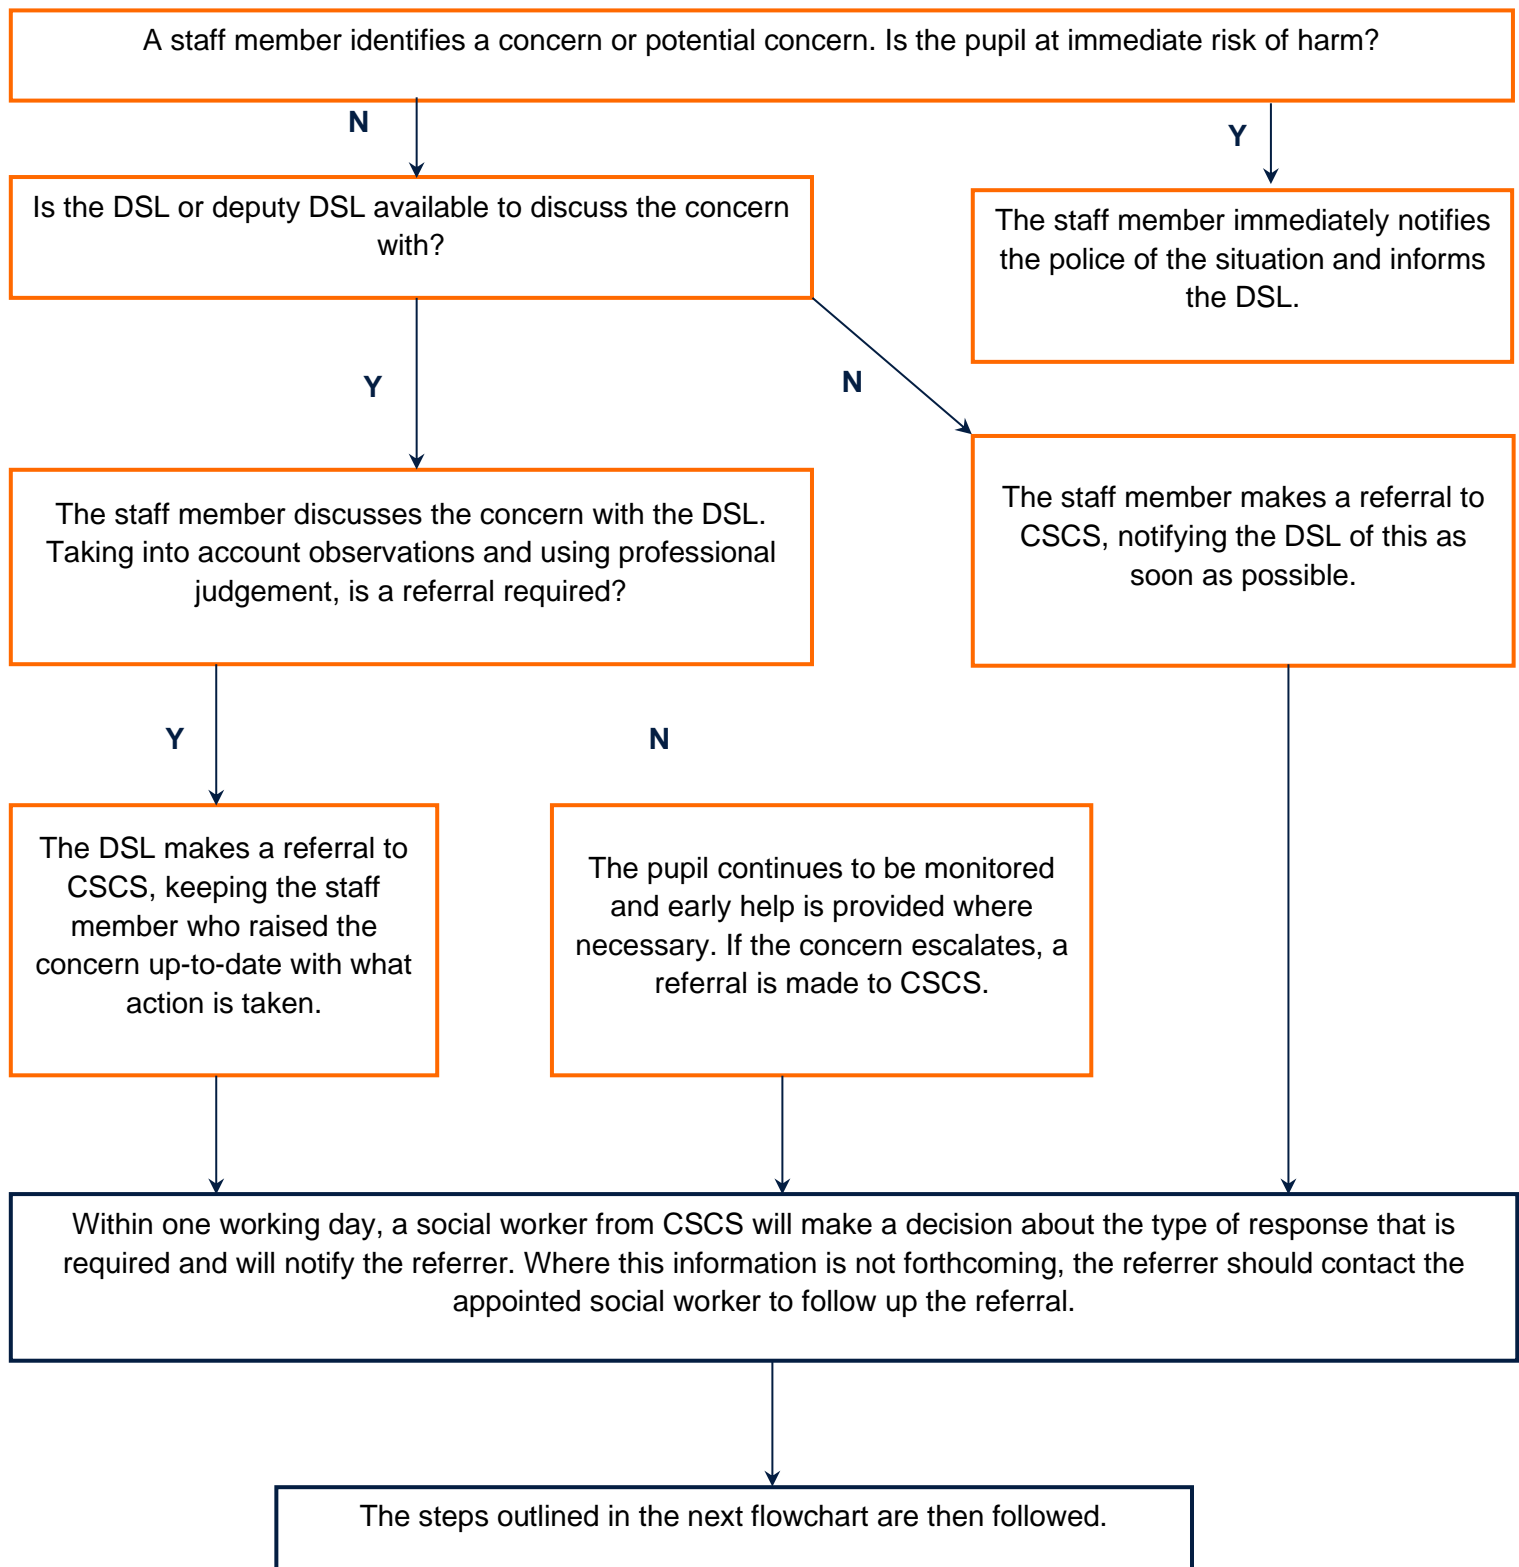 A staff member identifies a concern or potential concern. Is the pupil at immediate risk of harm?
N
Y
Is the DSL or deputy DSL available to discuss the concern
with?
The staff member immediately notifies
the police of the situation and informs
the DSL.
Y
N
The staff member discusses the concern with the DSL.
Taking into account observations and using professional
judgement, is a referral required?
The staff member makes a referral to
CSCS, notifying the DSL of this as
soon as possible.
Y
N
The DSL makes a referral to
CSCS, keeping the staff
member who raised the
concern up-to-date with what
action is taken.
The pupil continues to be monitored
and early help is provided where
necessary. If the concern escalates, a
referral is made to CSCS.
Within one working day, a social worker from CSCS will make a decision about the type of response that is
required and will notify the referrer. Where this information is not forthcoming, the referrer should contact the
appointed social worker to follow up the referral.
The steps outlined in the next flowchart are then followed.